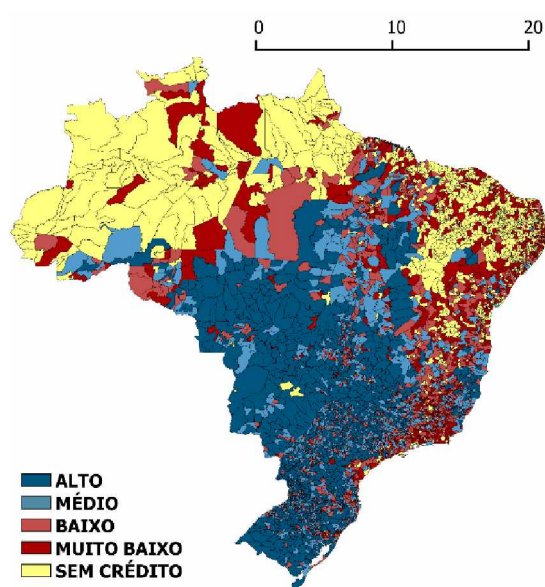 0 10 20
ALTO
MÉDIO
BAIXO
MUITO BAIXO
SEM CRÉDITO